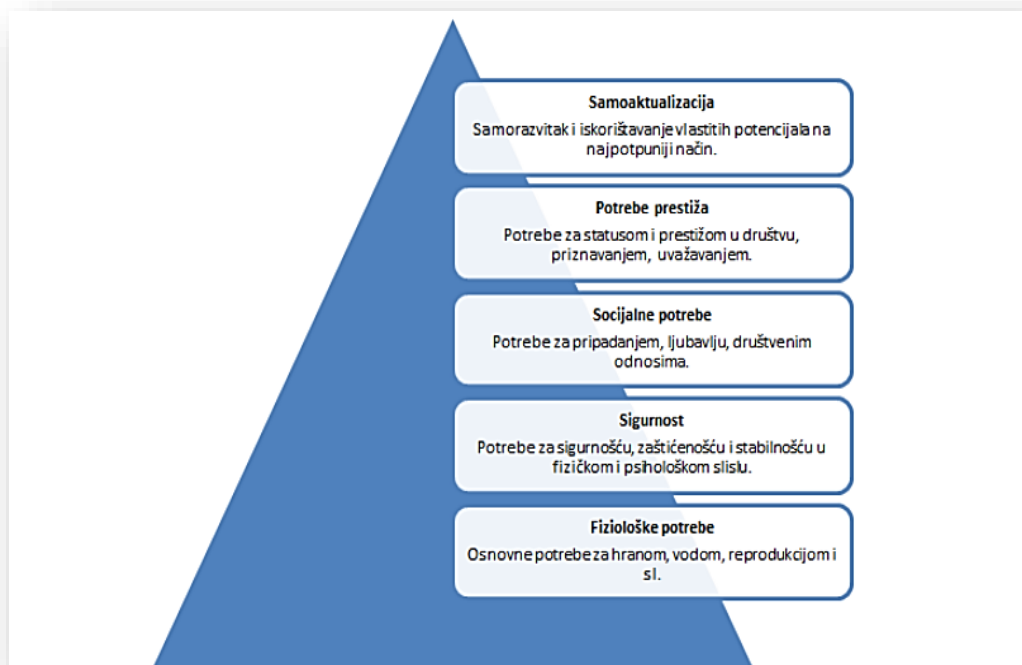 Samoaktualizacija
Samorazvitak i iskorištavanje vlastitih potencijala na
najpotpuniji način.
Potrebe prestiža
Potrebe za statusom i prestižom u društvu,
priznavanjem, uvažavanjem.
Socijalne potrebe
Potrebe za pripadanjem, ljubavlju, društvenim
odnosima.
Sigurnost
Potrebe za sigurnošću, zaštićenošću i stabilnošću u
fizičkom i psihološkom slislu.
Fiziološke potrebe
Osnovne potrebe za hranom, vodom, reprodukcijom i
sl.